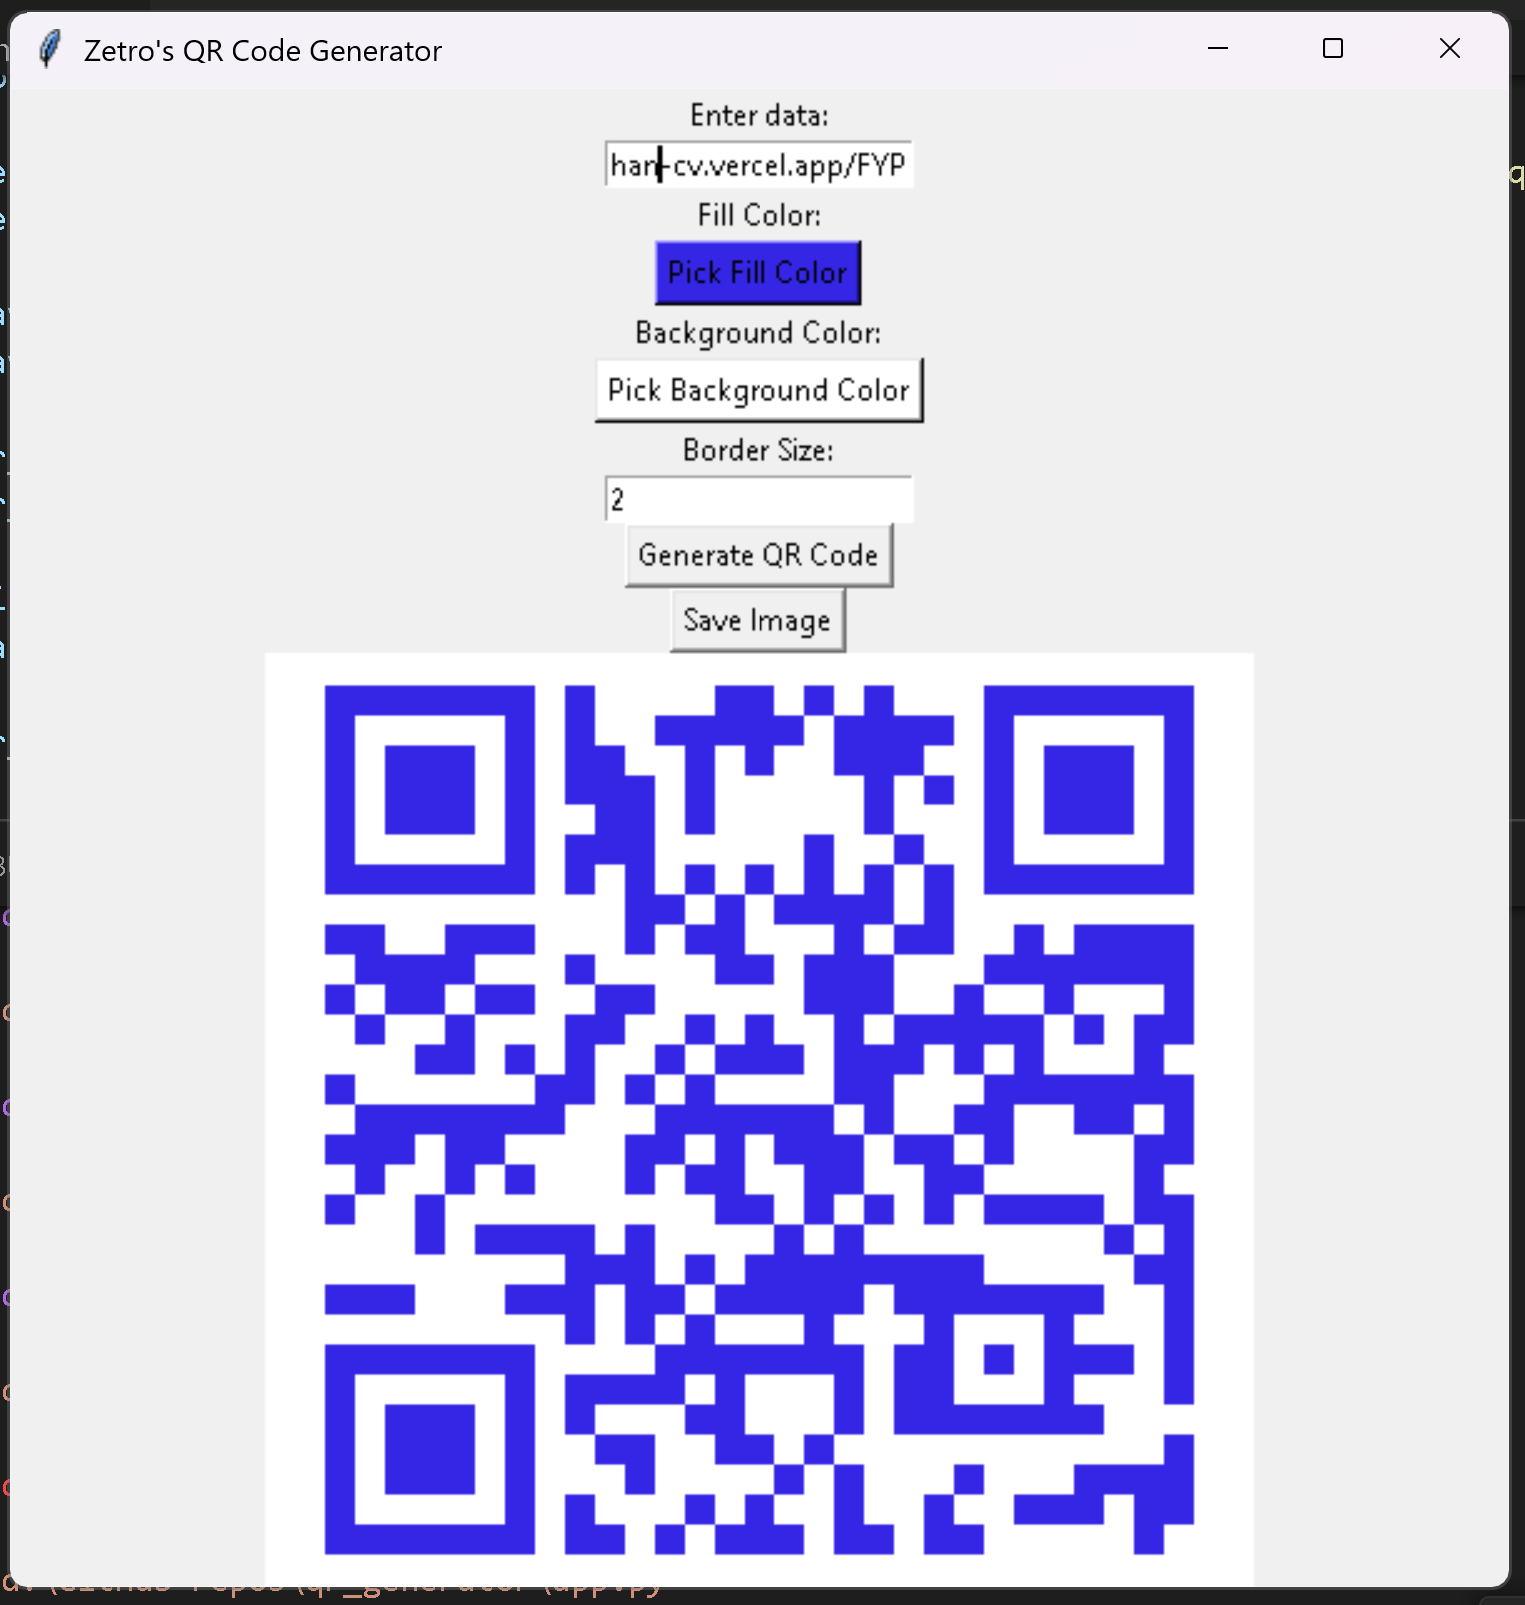 Zetro's QR Code Generator
Enter data:
han-cv.vercel.app/FYP
Fill Color:
Pick Fill Color
Background Color:
Pick Background Color
Border Size:
2
Generate QR Code
Save Image